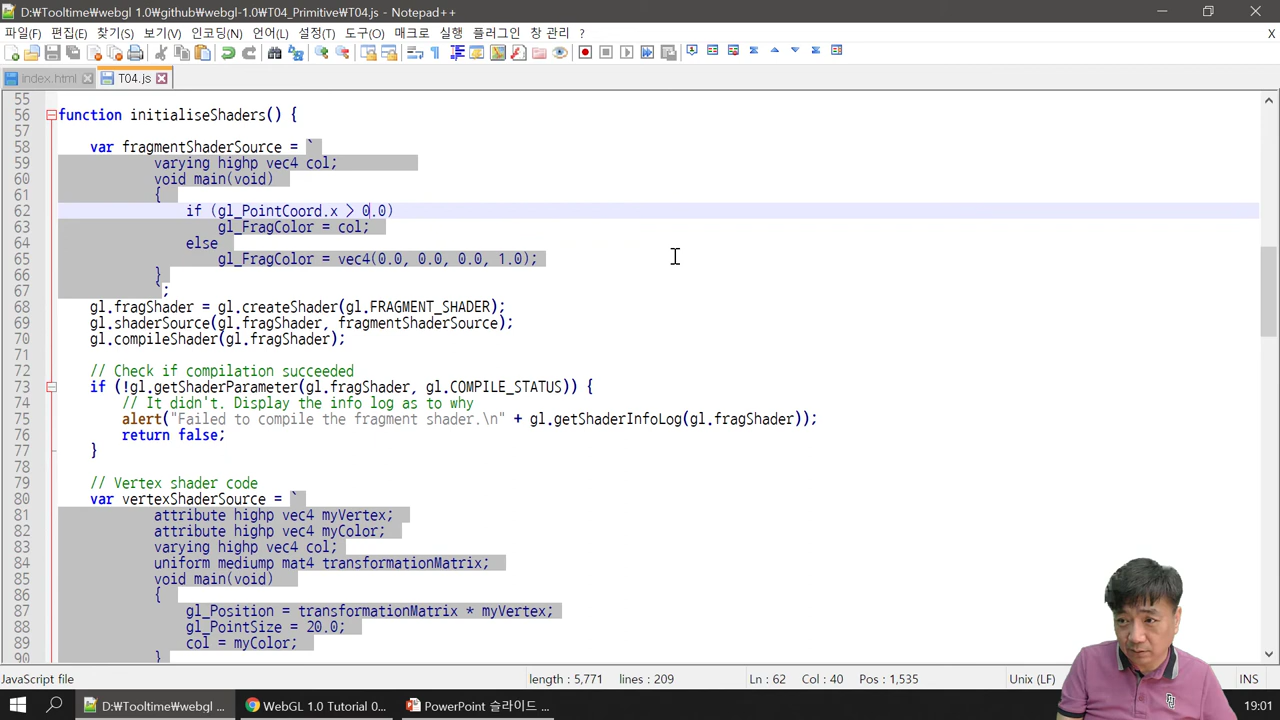 D:₩Tooltime₩webgl 1.0₩github₩webgl-1.0₩T04_Primitive₩T04.js - Notepad++
파일(F) 편집(E) 찾기(S) 보기(V) 인코딩(N) 언어(L) 설정(T) 도구(O) 매크로 실행 플러그인 창 관리 ? X
index.html T04.js
55
56 function initialiseShaders() {
57
58 var fragmentShaderSource = `
59 varying highp vec4 col;
60 void main(void)
61 {
62 if (gl_PointCoord.x > 0.0)
63 gl_FragColor = col;
64 else
65 gl_FragColor = vec4(0.0, 0.0, 0.0, 1.0);
66 }
67 `;
68 gl.fragShader = gl.createShader(gl.FRAGMENT_SHADER);
69 gl.shaderSource(gl.fragShader, fragmentShaderSource);
70 gl.compileShader(gl.fragShader);
71
72 // Check if compilation succeeded
73 if (!gl.getShaderParameter(gl.fragShader, gl.COMPILE_STATUS)) {
74 // It didn't. Display the info log as to why
75 alert("Failed to compile the fragment shader.\n" + gl.getShaderInfoLog(gl.fragShader));
76 return false;
77 }
78
79 // Vertex shader code
80 var vertexShaderSource = `
81 attribute highp vec4 myVertex;
82 attribute highp vec4 myColor;
83 varying highp vec4 col;
84 uniform mediump mat4 transformationMatrix;
85 void main(void)
86 {
87 gl_Position = transformationMatrix * myVertex;
88 gl_PointSize = 20.0;
89 col = myColor;
90 }
JavaScript file length : 5,771 lines : 209 Ln : 62 Col : 40 Pos : 1,535 Unix (LF) UTF-8 INS
D:₩Tooltime₩webgl ... WebGL 1.0 Tutorial 0... PowerPoint 슬라이드 ... 19:01